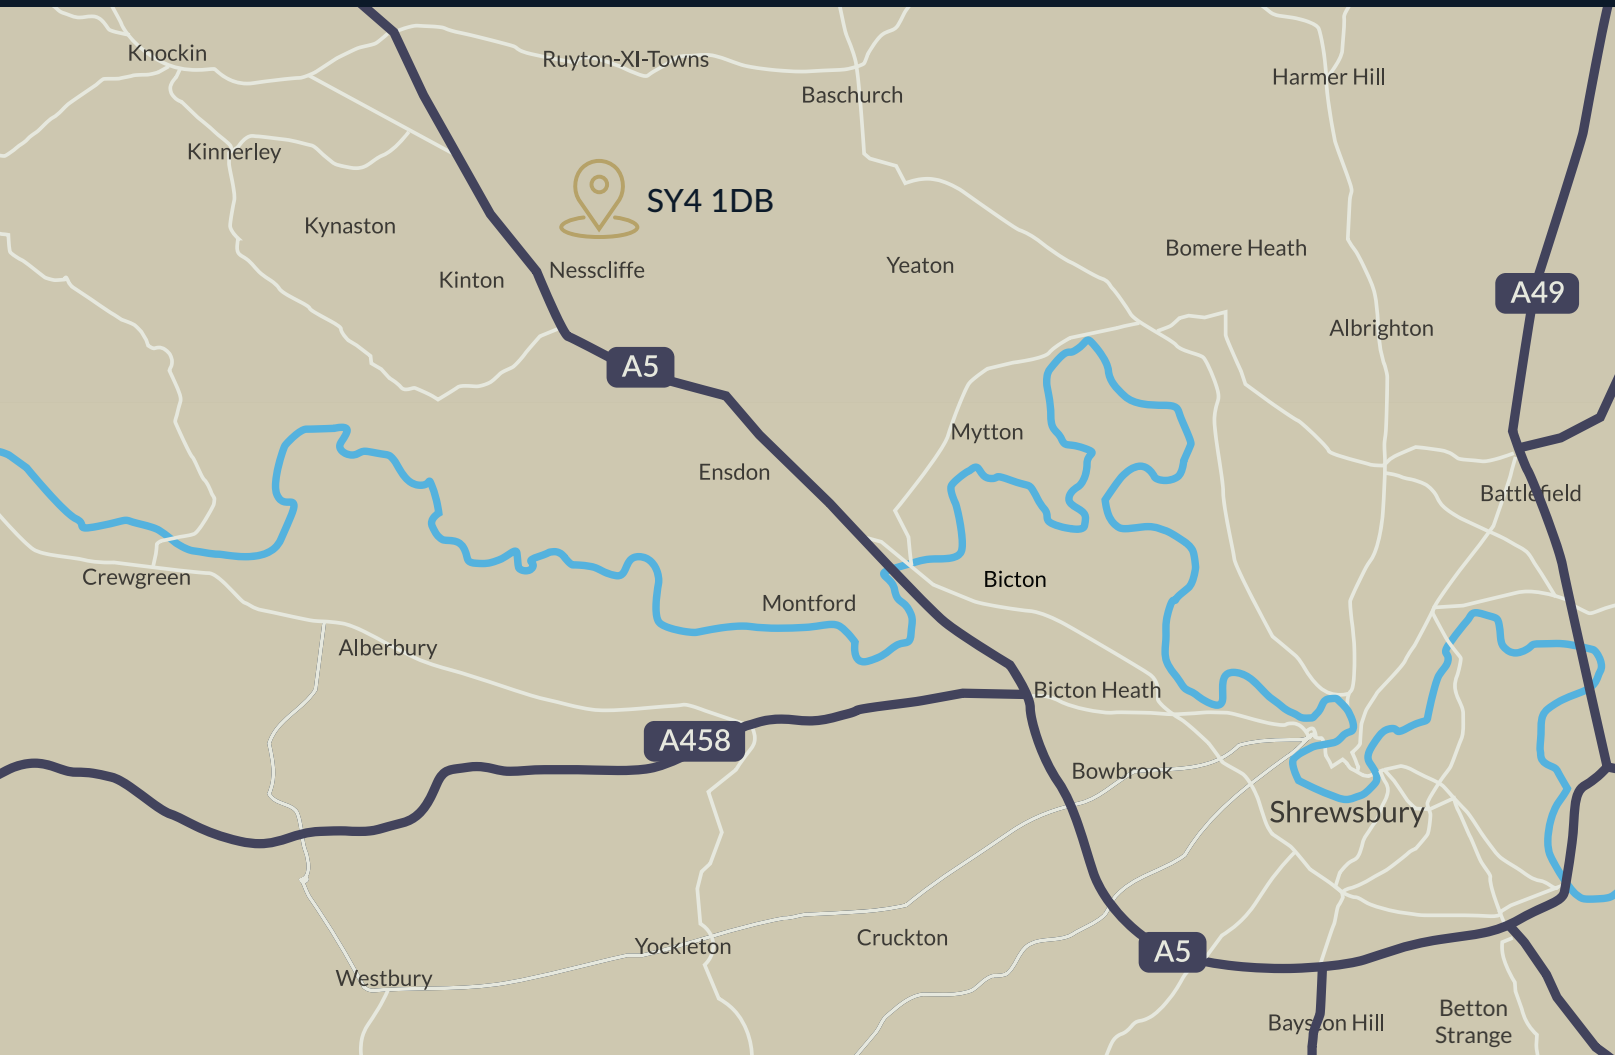 Knockin
Ruyton-XI-Towns
Harmer Hill
Baschurch
Kinnerley
SY4 1DB
Kynaston
Bomere Heath
Yeaton
Nesscliffe
Kinton
A49
Albrighton
A5
Mytton
Ensdon
Battlefield
Crewgreen
Bicton
Montford
Alberbury
Bicton Heath
A458
Bowbrook
Shrewsbury
Cruckton
Yockleton
A5
Westbury
Bayston Hill
Betton
Strange